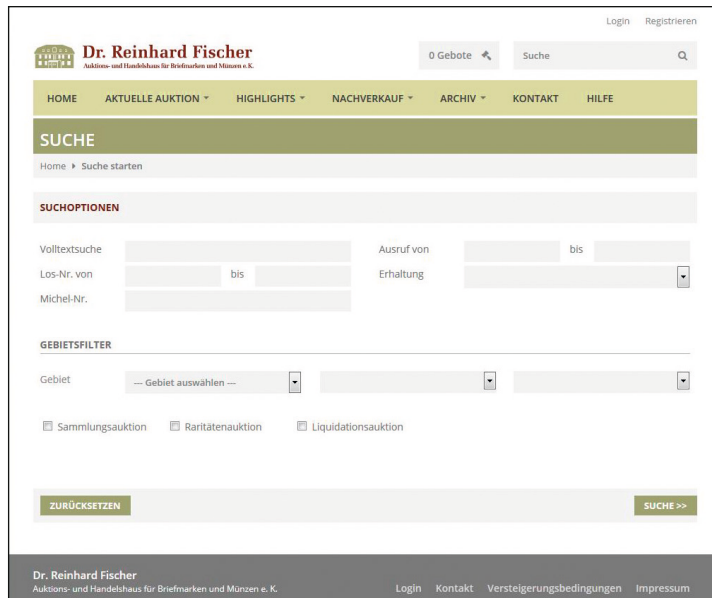 Login Registrieren
Dr. Reinhard Fischer
Auktions- und Handelshaus für Briefmarken und Münzen e.K.
0 Gebote
Suche
HOME AKTUELLE AUKTION HIGHLIGHTS NACHVERKAUF ARCHIV KONTAKT HILFE
SUCHE
Home Suche starten
SUCHOPTIONEN
Volltextsuche Ausruf von bis
Los-Nr. von bis Erhaltung
Michel-Nr.
GEBIETSFILTER
Gebiet --- Gebiet auswählen ---
Sammlungsauktion Raritätenauktion Liquidationsauktion
ZURÜCKSETZEN SUCHE >>
Dr. Reinhard Fischer
Auktions- und Handelshaus für Briefmarken und Münzen e. K. Login Kontakt Versteigerungsbedingungen Impressum